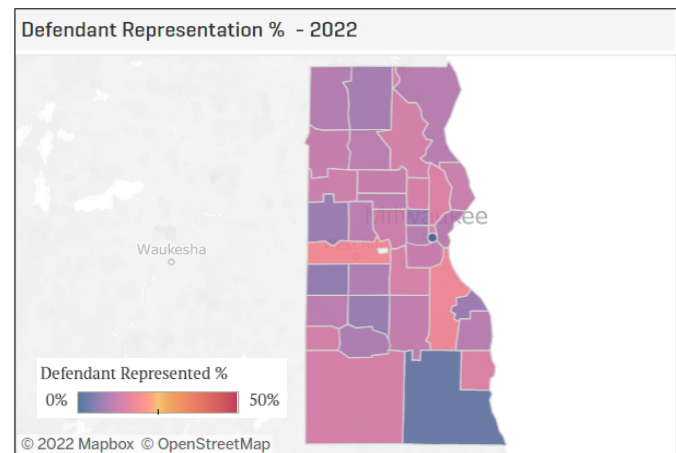 Defendant Representation % - 2022
Milwaukee
Waukesha
Defendant Represented %
0%
50%
© 2022 Mapbox © OpenStreetMap